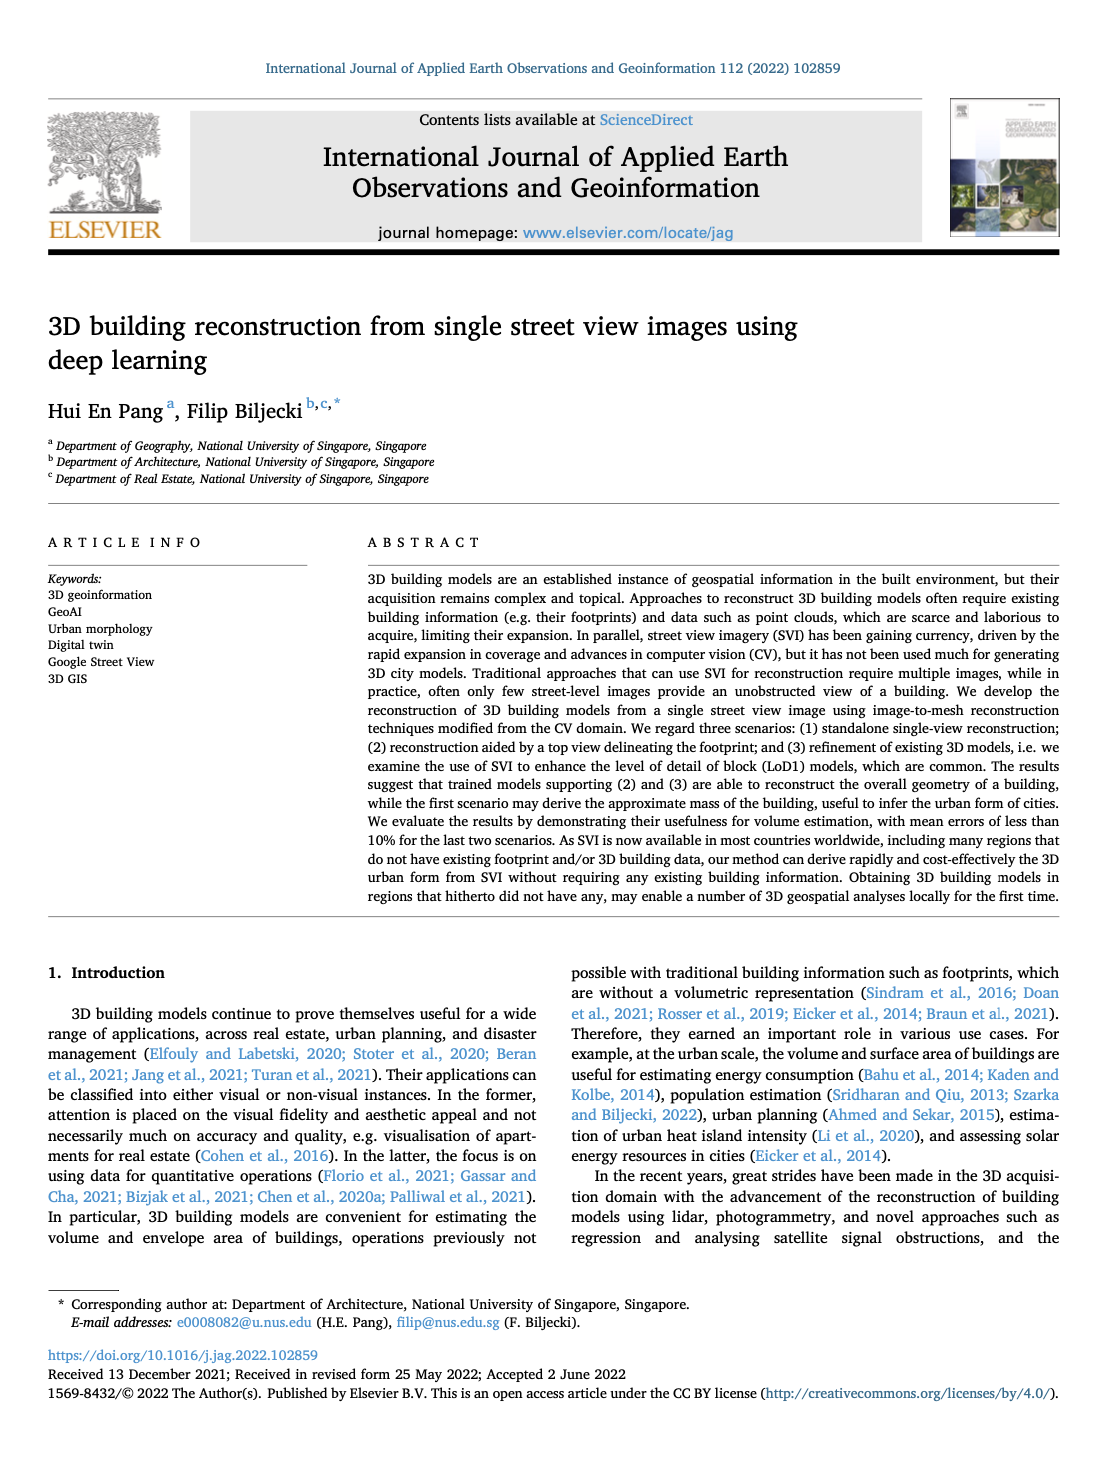 International Journal of Applied Earth Observations and Geoinformation 112 (2022) 102859
Contents lists available at ScienceDirect
International Journal of Applied Earth
Observations and Geoinformation
journal homepage: www.elsevier.com/locate/jag
ELSEVIER
APPLIED EARTH
OBSERVATION AND
GEOINFORMATION
3D building reconstruction from single street view images using
deep learning
Hui En Pang a, Filip Biljecki b,c,*
a Department of Geography, National University of Singapore, Singapore
b Department of Architecture, National University of Singapore, Singapore
c Department of Real Estate, National University of Singapore, Singapore
ARTICLE INFO
Keywords:
3D geoinformation
GeoAI
Urban morphology
Digital twin
Google Street View
3D GIS
ABSTRACT
3D building models are an established instance of geospatial information in the built environment, but their
acquisition remains complex and topical. Approaches to reconstruct 3D building models often require existing
building information (e.g. their footprints) and data such as point clouds, which are scarce and laborious to
acquire, limiting their expansion. In parallel, street view imagery (SVI) has been gaining currency, driven by the
rapid expansion in coverage and advances in computer vision (CV), but it has not been used much for generating
3D city models. Traditional approaches that can use SVI for reconstruction require multiple images, while in
practice, often only few street-level images provide an unobstructed view of a building. We develop the
reconstruction of 3D building models from a single street view image using image-to-mesh reconstruction
techniques modified from the CV domain. We regard three scenarios: (1) standalone single-view reconstruction;
(2) reconstruction aided by a top view delineating the footprint; and (3) refinement of existing 3D models, i.e. we
examine the use of SVI to enhance the level of detail of block (LoD1) models, which are common. The results
suggest that trained models supporting (2) and (3) are able to reconstruct the overall geometry of a building,
while the first scenario may derive the approximate mass of the building, useful to infer the urban form of cities.
We evaluate the results by demonstrating their usefulness for volume estimation, with mean errors of less than
10% for the last two scenarios. As SVI is now available in most countries worldwide, including many regions that
do not have existing footprint and/or 3D building data, our method can derive rapidly and cost-effectively the 3D
urban form from SVI without requiring any existing building information. Obtaining 3D building models in
regions that hitherto did not have any, may enable a number of 3D geospatial analyses locally for the first time.
1. Introduction
3D building models continue to prove themselves useful for a wide
range of applications, across real estate, urban planning, and disaster
management (Elfouly and Labetski, 2020; Stoter et al., 2020; Beran
et al., 2021; Jang et al., 2021; Turan et al., 2021). Their applications can
be classified into either visual or non-visual instances. In the former,
attention is placed on the visual fidelity and aesthetic appeal and not
necessarily much on accuracy and quality, e.g. visualisation of apart-
ments for real estate (Cohen et al., 2016). In the latter, the focus is on
using data for quantitative operations (Florio et al., 2021; Gassar and
Cha, 2021; Bizjak et al., 2021; Chen et al., 2020a; Palliwal et al., 2021).
In particular, 3D building models are convenient for estimating the
volume and envelope area of buildings, operations previously not
possible with traditional building information such as footprints, which
are without a volumetric representation (Sindram et al., 2016; Doan
et al., 2021; Rosser et al., 2019; Eicker et al., 2014; Braun et al., 2021).
Therefore, they earned an important role in various use cases. For
example, at the urban scale, the volume and surface area of buildings are
useful for estimating energy consumption (Bahu et al., 2014; Kaden and
Kolbe, 2014), population estimation (Sridharan and Qiu, 2013; Szarka
and Biljecki, 2022), urban planning (Ahmed and Sekar, 2015), estima-
tion of urban heat island intensity (Li et al., 2020), and assessing solar
energy resources in cities (Eicker et al., 2014).
In the recent years, great strides have been made in the 3D acquisi-
tion domain with the advancement of the reconstruction of building
models using lidar, photogrammetry, and novel approaches such as
regression and analysing satellite signal obstructions, and the
* Corresponding author at: Department of Architecture, National University of Singapore, Singapore.
E-mail addresses: e0008082@u.nus.edu (H.E. Pang), filip@nus.edu.sg (F. Biljecki).
https://doi.org/10.1016/j.jag.2022.102859
Received 13 December 2021; Received in revised form 25 May 2022; Accepted 2 June 2022
1569-8432/© 2022 The Author(s). Published by Elsevier B.V. This is an open access article under the CC BY license (http://creativecommons.org/licenses/by/4.0/).